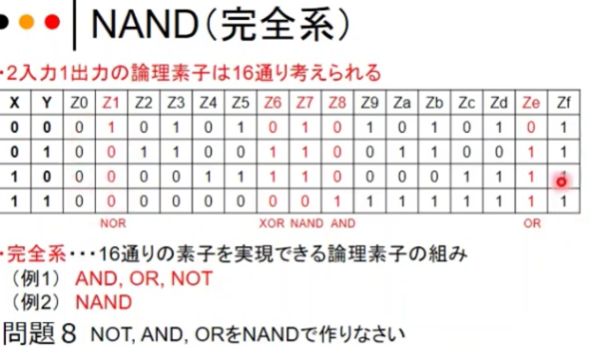 NAND(完全系)
・2入力1出力の論理素子は16通り考えられる
X Y Z0 Z1 Z2 Z3 Z4 Z5 Z6 Z7 Z8 Z9 Za Zb Zc Zd Ze Zf
0 0 0 1 0 1 0 1 0 1 0 1 0 1 0 1 0 1
0 1 0 0 1 1 0 0 1 1 0 0 1 1 0 0 1 1
1 0 0 0 0 0 1 1 1 1 0 0 0 0 1 1 1
1 1 0 0 0 0 0 0 0 0 1 1 1 1 1 1 1 1
NOR XOR NAND AND OR
・完全系・・・16通りの素子を実現できる論理素子の組み
(例1) AND, OR, NOT
(例2) NAND
問題8 NOT, AND, ORをNANDで作りなさい